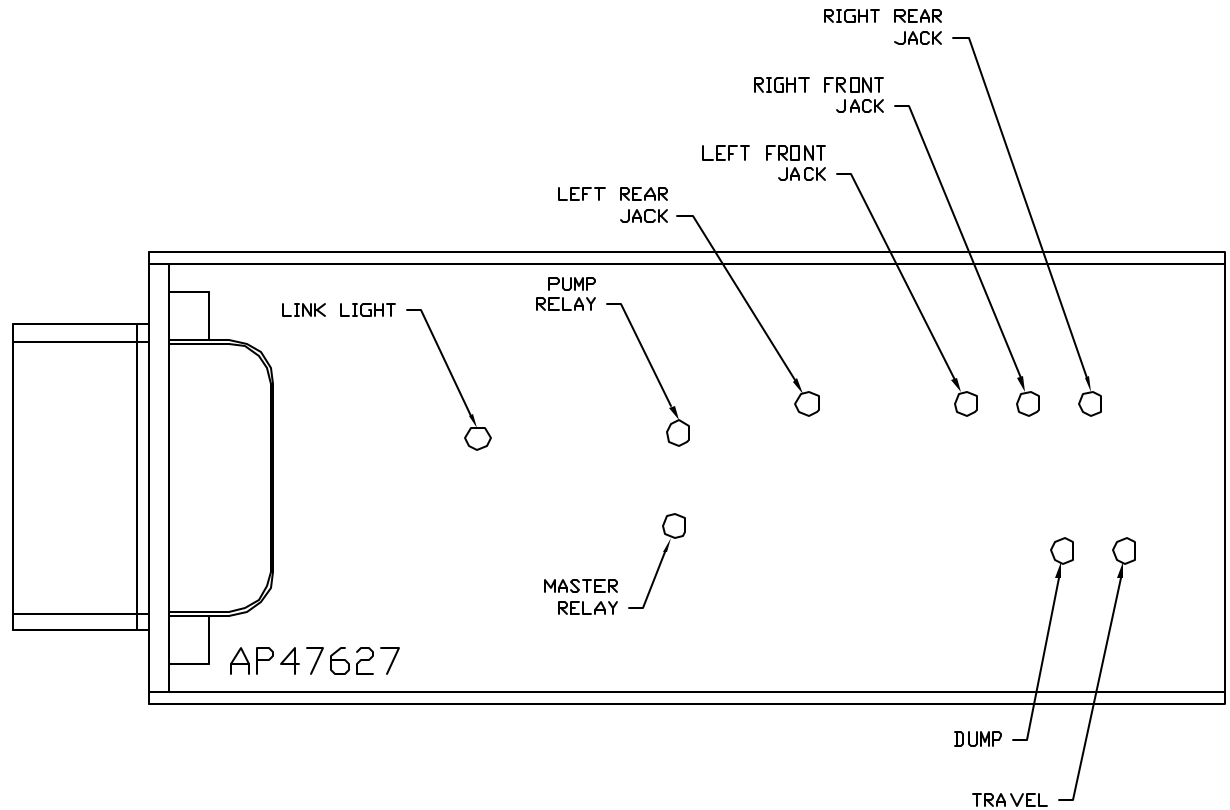 RIGHT REAR
JACK
RIGHT FRONT
JACK
LEFT FRONT
JACK
LEFT REAR
JACK
PUMP
RELAY
LINK LIGHT
MASTER
RELAY
AP47627
DUMP
TRAVEL